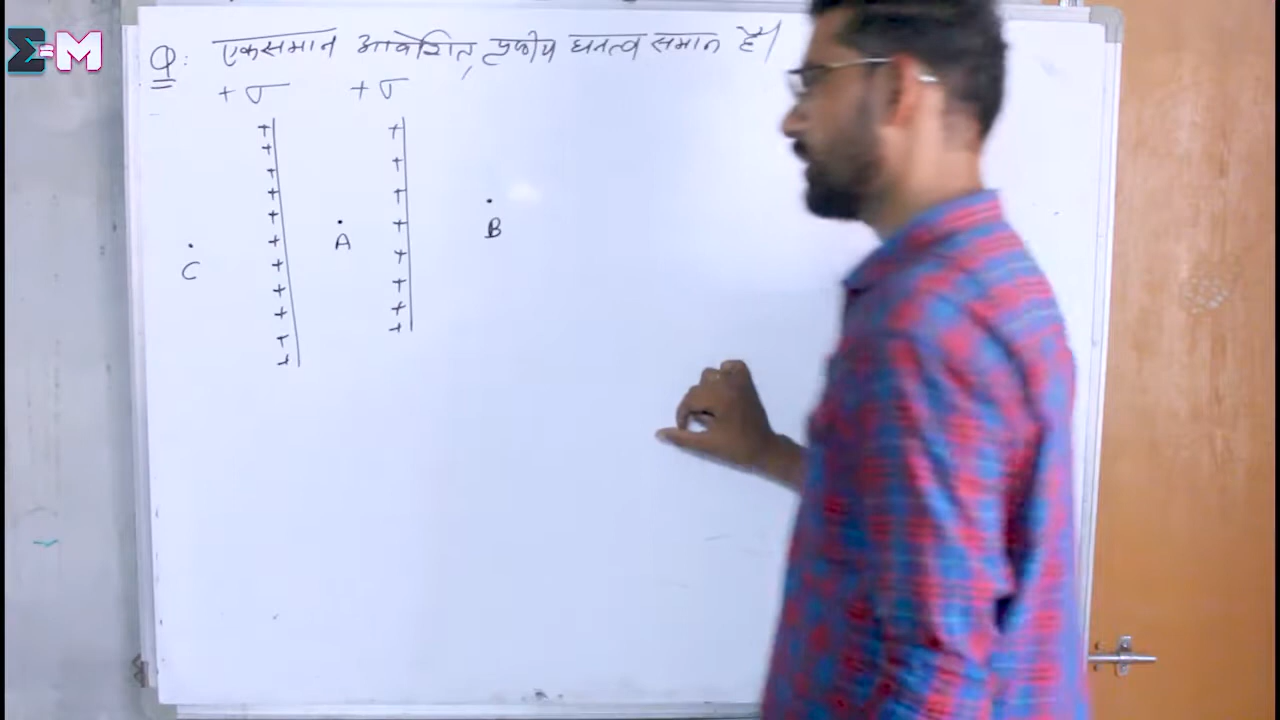 Σ=M
Q: एकसमान आवेशित, पृष्ठीय घनत्व समान है।
+σ +σ
A
B
C